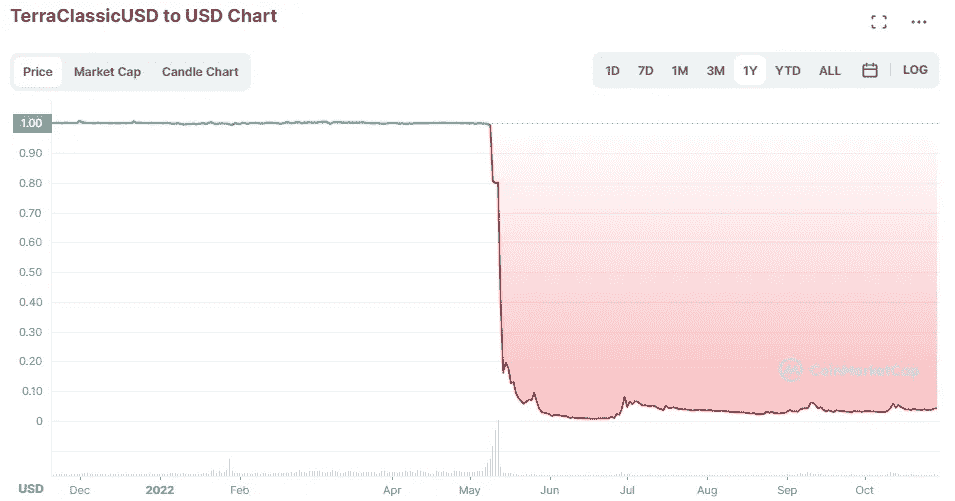 TerraClassicUSD to USD Chart
Price Market Cap Candle Chart
1D 7D 1M 3M 1Y YTD ALL LOG
1.00
0.90
0.80
0.70
0.60
0.50
0.40
0.30
0.20
0.10
0
USD Dec 2022 Feb Apr May Jun Jul Aug Sep Oct